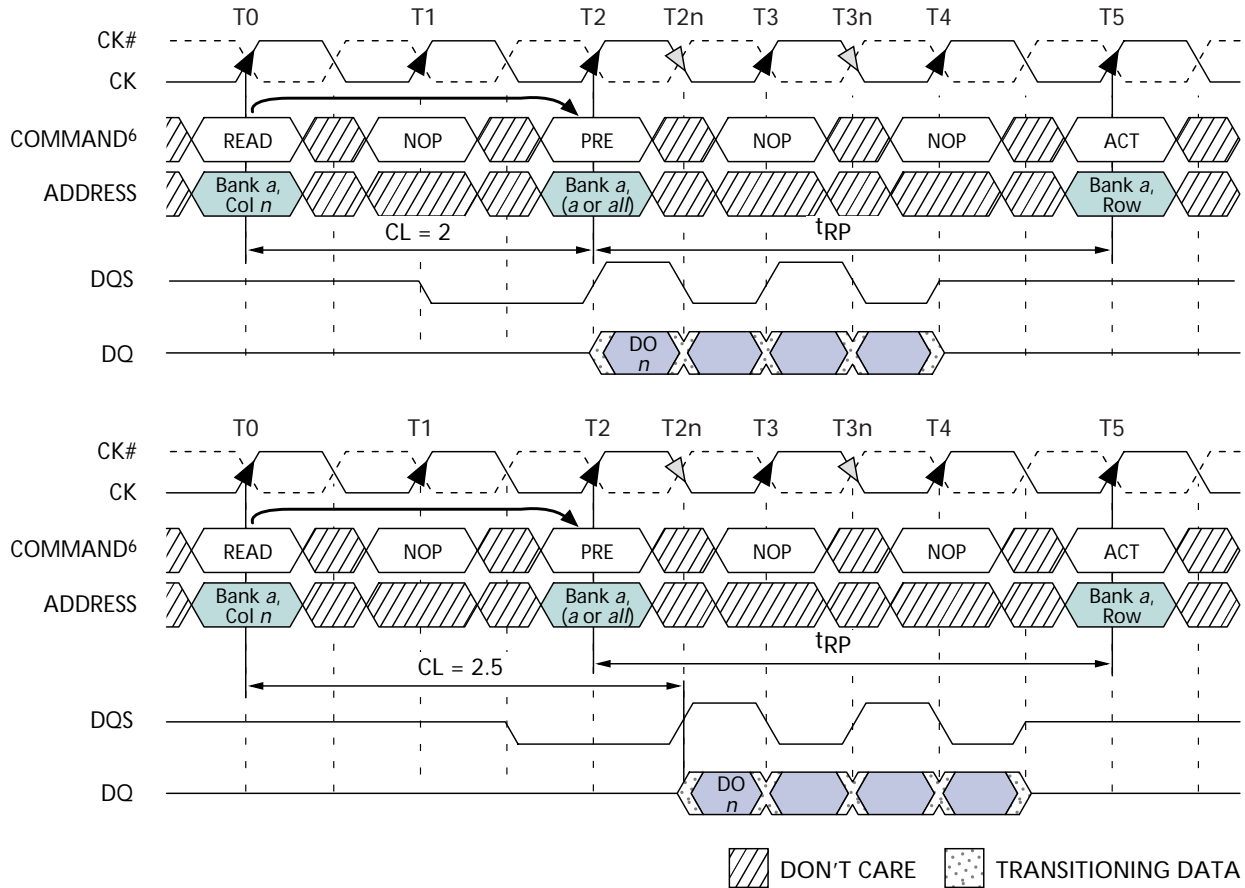 T0 T1 T2 T2n T3 T3n T4 T5
CK#
CK
COMMAND6 READ NOP PRE NOP NOP ACT
ADDRESS Bank a, Col n Bank a, (a or all) Bank a, Row
CL = 2 tRP
DQS
DQ DO n
T0 T1 T2 T2n T3 T3n T4 T5
CK#
CK
COMMAND6 READ NOP PRE NOP NOP ACT
ADDRESS Bank a, Col n Bank a, (a or all) Bank a, Row
tRP
CL = 2.5
DQS
DQ DO n
DON'T CARE TRANSITIONING DATA